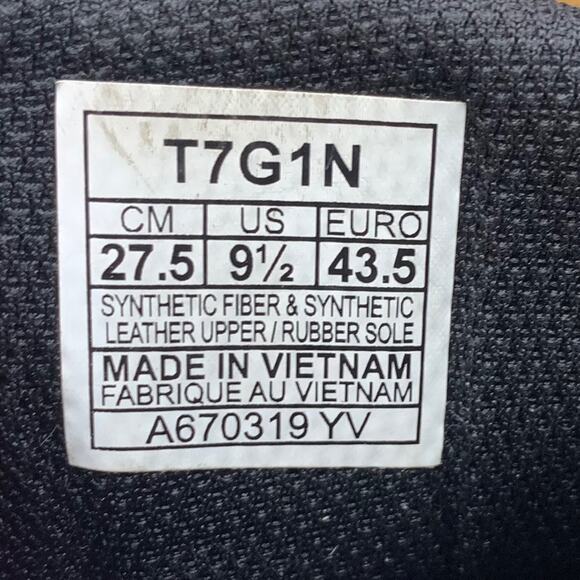 T7G1N
CM US EURO
27.5 9½ 43.5
SYNTHETIC FIBER & SYNTHETIC
LEATHER UPPER / RUBBER SOLE
MADE IN VIETNAM
FABRIQUE AU VIETNAM
A670319 YV